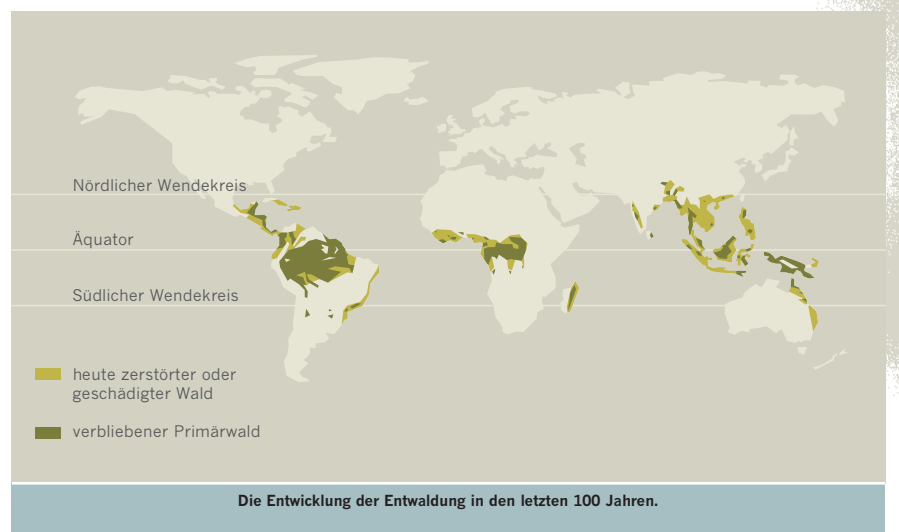 Nördlicher Wendekreis
Äquator
Südlicher Wendekreis
heute zerstörter oder
geschädigter Wald
verbliebener Primärwald
Die Entwicklung der Entwaldung in den letzten 100 Jahren.